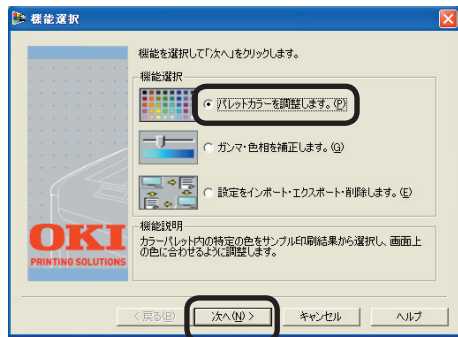 機能選択
機能を選択して「次へ」をクリックします。
機能選択
パレットカラーを調整します。(P)
ガンマ・色相を補正します。(G)
設定をインポート・エクスポート・削除します。(E)
機能説明
カラーパレット内の特定の色をサンプル印刷結果から選択し、画面上
の色に合わせるように調整します。
OKI
PRINTING SOLUTIONS
< 戻る(B)
次へ(N) >
キャンセル
ヘルプ